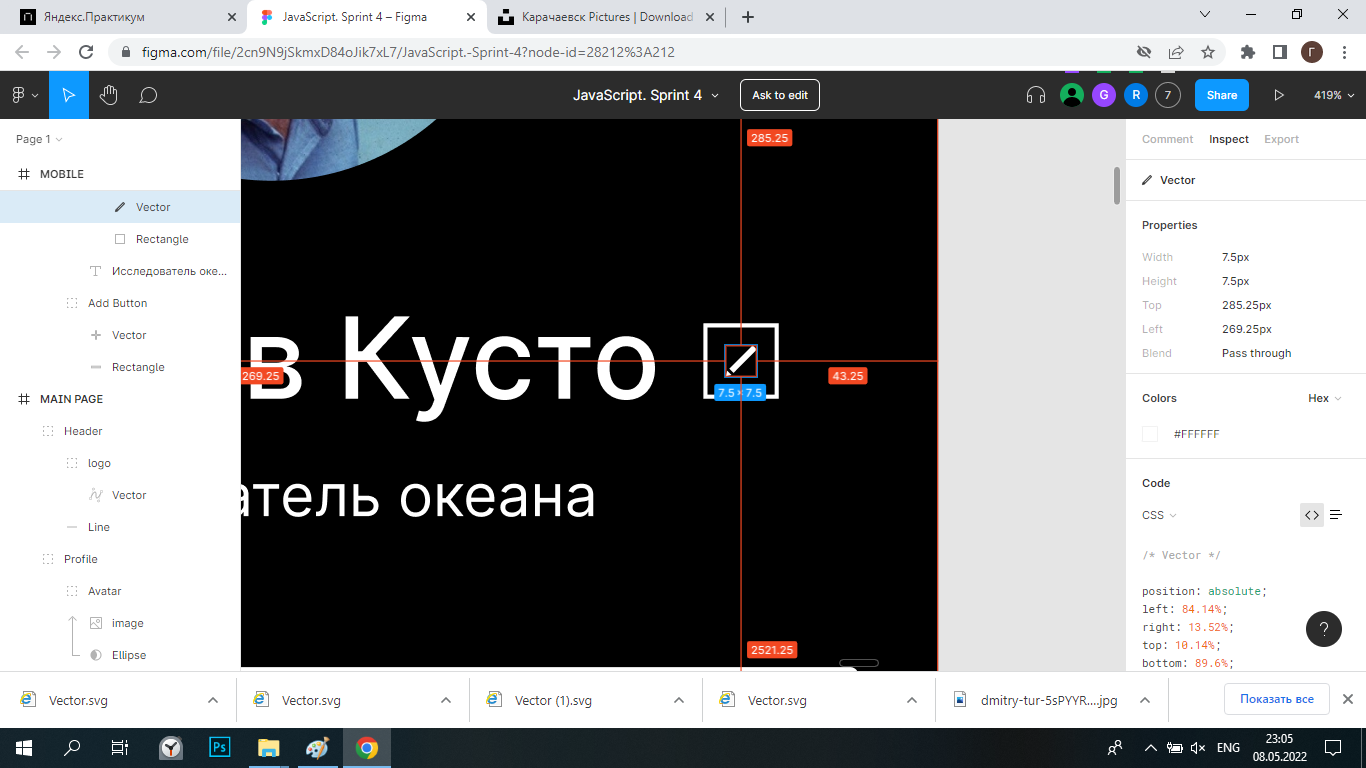 Яндекс.Практикум
JavaScript. Sprint 4 – Figma
Карачаевск Pictures | Download
figma.com/file/2cn9N9jSkmxD84oJik7xL7/JavaScript.-Sprint-4?node-id=28212%3A212
Г
JavaScript. Sprint 4
Ask to edit
G
R
7
Share
419%
Page 1
MOBILE
Vector
Rectangle
Исследователь оке...
Add Button
Vector
Rectangle
MAIN PAGE
Header
logo
Vector
Line
Profile
Avatar
image
Ellipse
285.25
в Кусто
269.25
43.25
7.5 × 7.5
атель океана
2521.25
Comment
Inspect
Export
Vector
Properties
Width 7.5px
Height 7.5px
Top 285.25px
Left 269.25px
Blend Pass through
Colors Hex
#FFFFFF
Code
CSS
/* Vector */
position: absolute;
left: 84.14%;
right: 13.52%;
top: 10.14%;
bottom: 89.6%;
?
Vector.svg
Vector.svg
Vector (1).svg
Vector.svg
dmitry-tur-5sPYYR....jpg
Показать все
Ps
ENG
23:05
08.05.2022